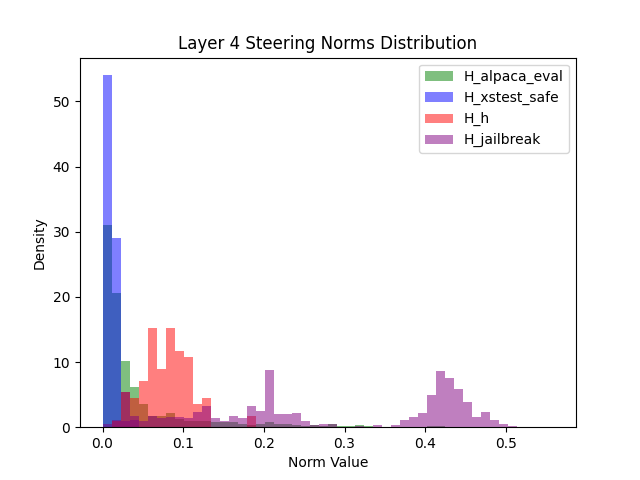 Layer 4 Steering Norms Distribution
H_alpaca_eval
H_xstest_safe
H_h
H_jailbreak
Density
50
40
30
20
10
0
0.0 0.1 0.2 0.3 0.4 0.5
Norm Value